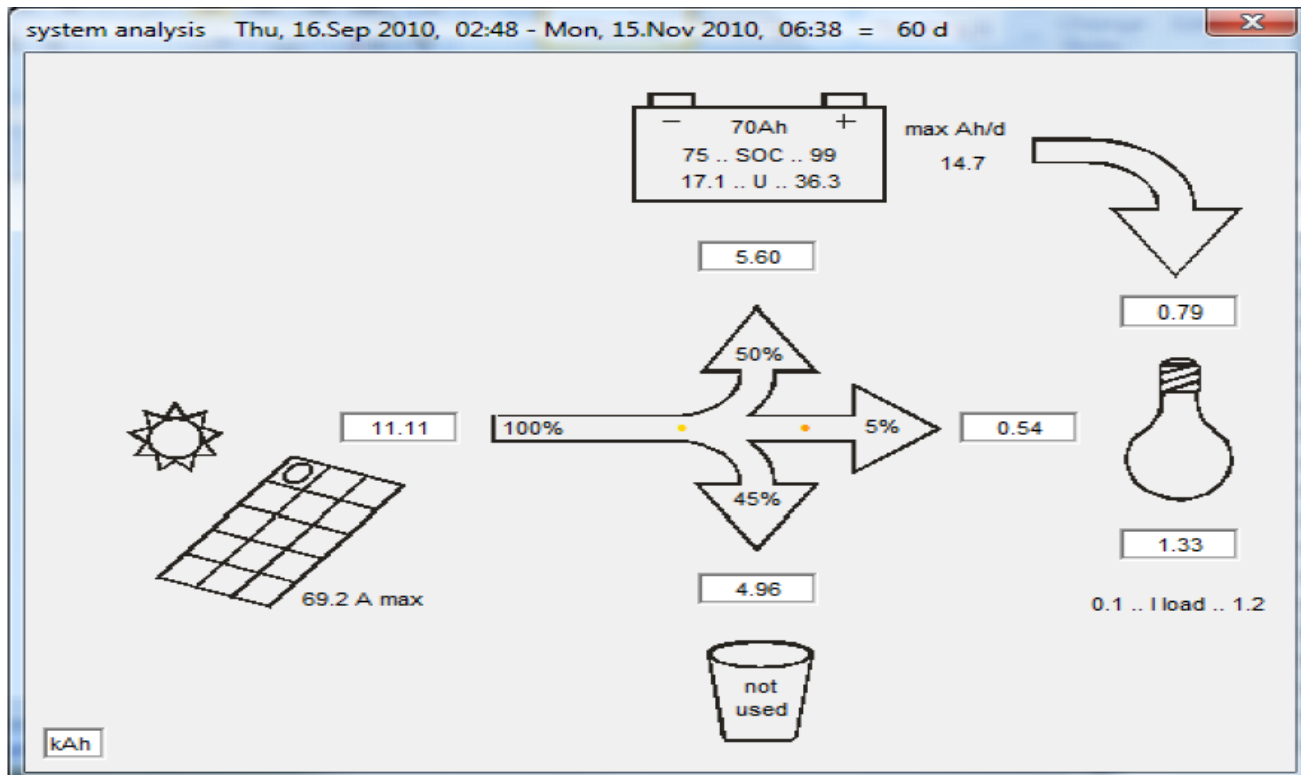 system analysis Thu, 16.Sep 2010, 02:48 - Mon, 15.Nov 2010, 06:38 = 60 d
− 70Ah +
75 .. SOC .. 99
17.1 .. U .. 36.3
max Ah/d
14.7
5.60
0.79
50%
11.11
100%
5%
0.54
45%
1.33
4.96
69.2 A max
0.1 .. I load .. 1.2
not
used
kAh